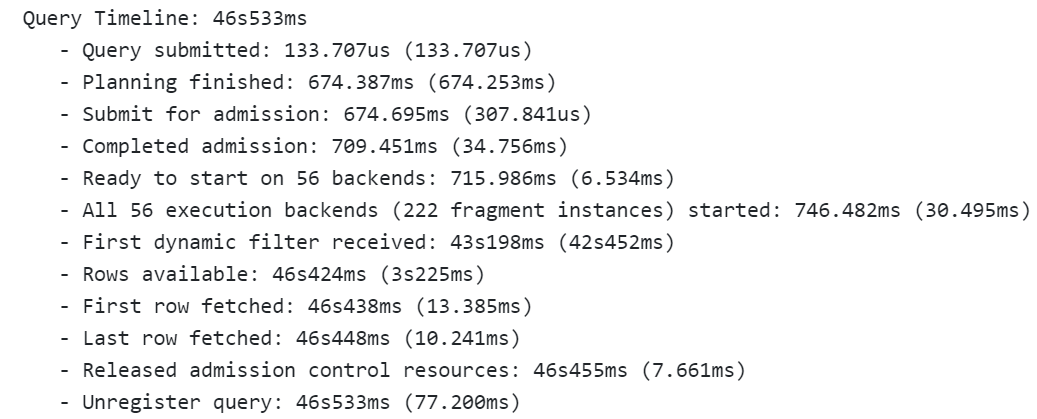 Query Timeline: 46s533ms
- Query submitted: 133.707us (133.707us)
- Planning finished: 674.387ms (674.253ms)
- Submit for admission: 674.695ms (307.841us)
- Completed admission: 709.451ms (34.756ms)
- Ready to start on 56 backends: 715.986ms (6.534ms)
- All 56 execution backends (222 fragment instances) started: 746.482ms (30.495ms)
- First dynamic filter received: 43s198ms (42s452ms)
- Rows available: 46s424ms (3s225ms)
- First row fetched: 46s438ms (13.385ms)
- Last row fetched: 46s448ms (10.241ms)
- Released admission control resources: 46s455ms (7.661ms)
- Unregister query: 46s533ms (77.200ms)